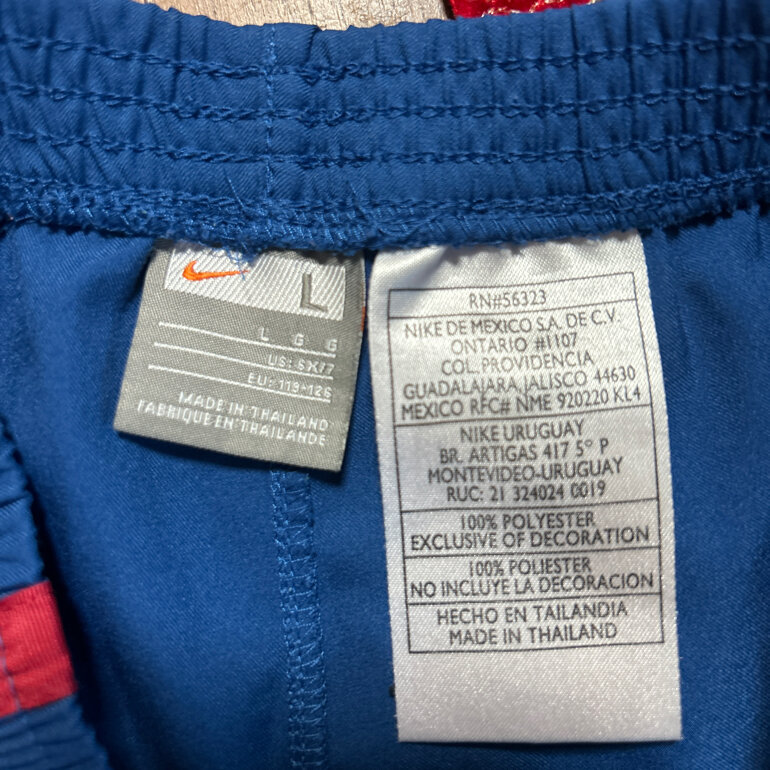 L
L G G
US: 6X/7
EU: 119-126
MADE IN THAILAND
FABRIQUE EN THAILANDE
RN#56323
NIKE DE MEXICO S.A. DE C.V.
ONTARIO #1107
COL. PROVIDENCIA
GUADALAJARA, JALISCO 44630
MEXICO RFC# NME 920220 KL4
NIKE URUGUAY
BR. ARTIGAS 417 5° P
MONTEVIDEO-URUGUAY
RUC: 21 324024 0019
100% POLYESTER
EXCLUSIVE OF DECORATION
100% POLIESTER
NO INCLUYE LA DECORACION
HECHO EN TAILANDIA
MADE IN THAILAND